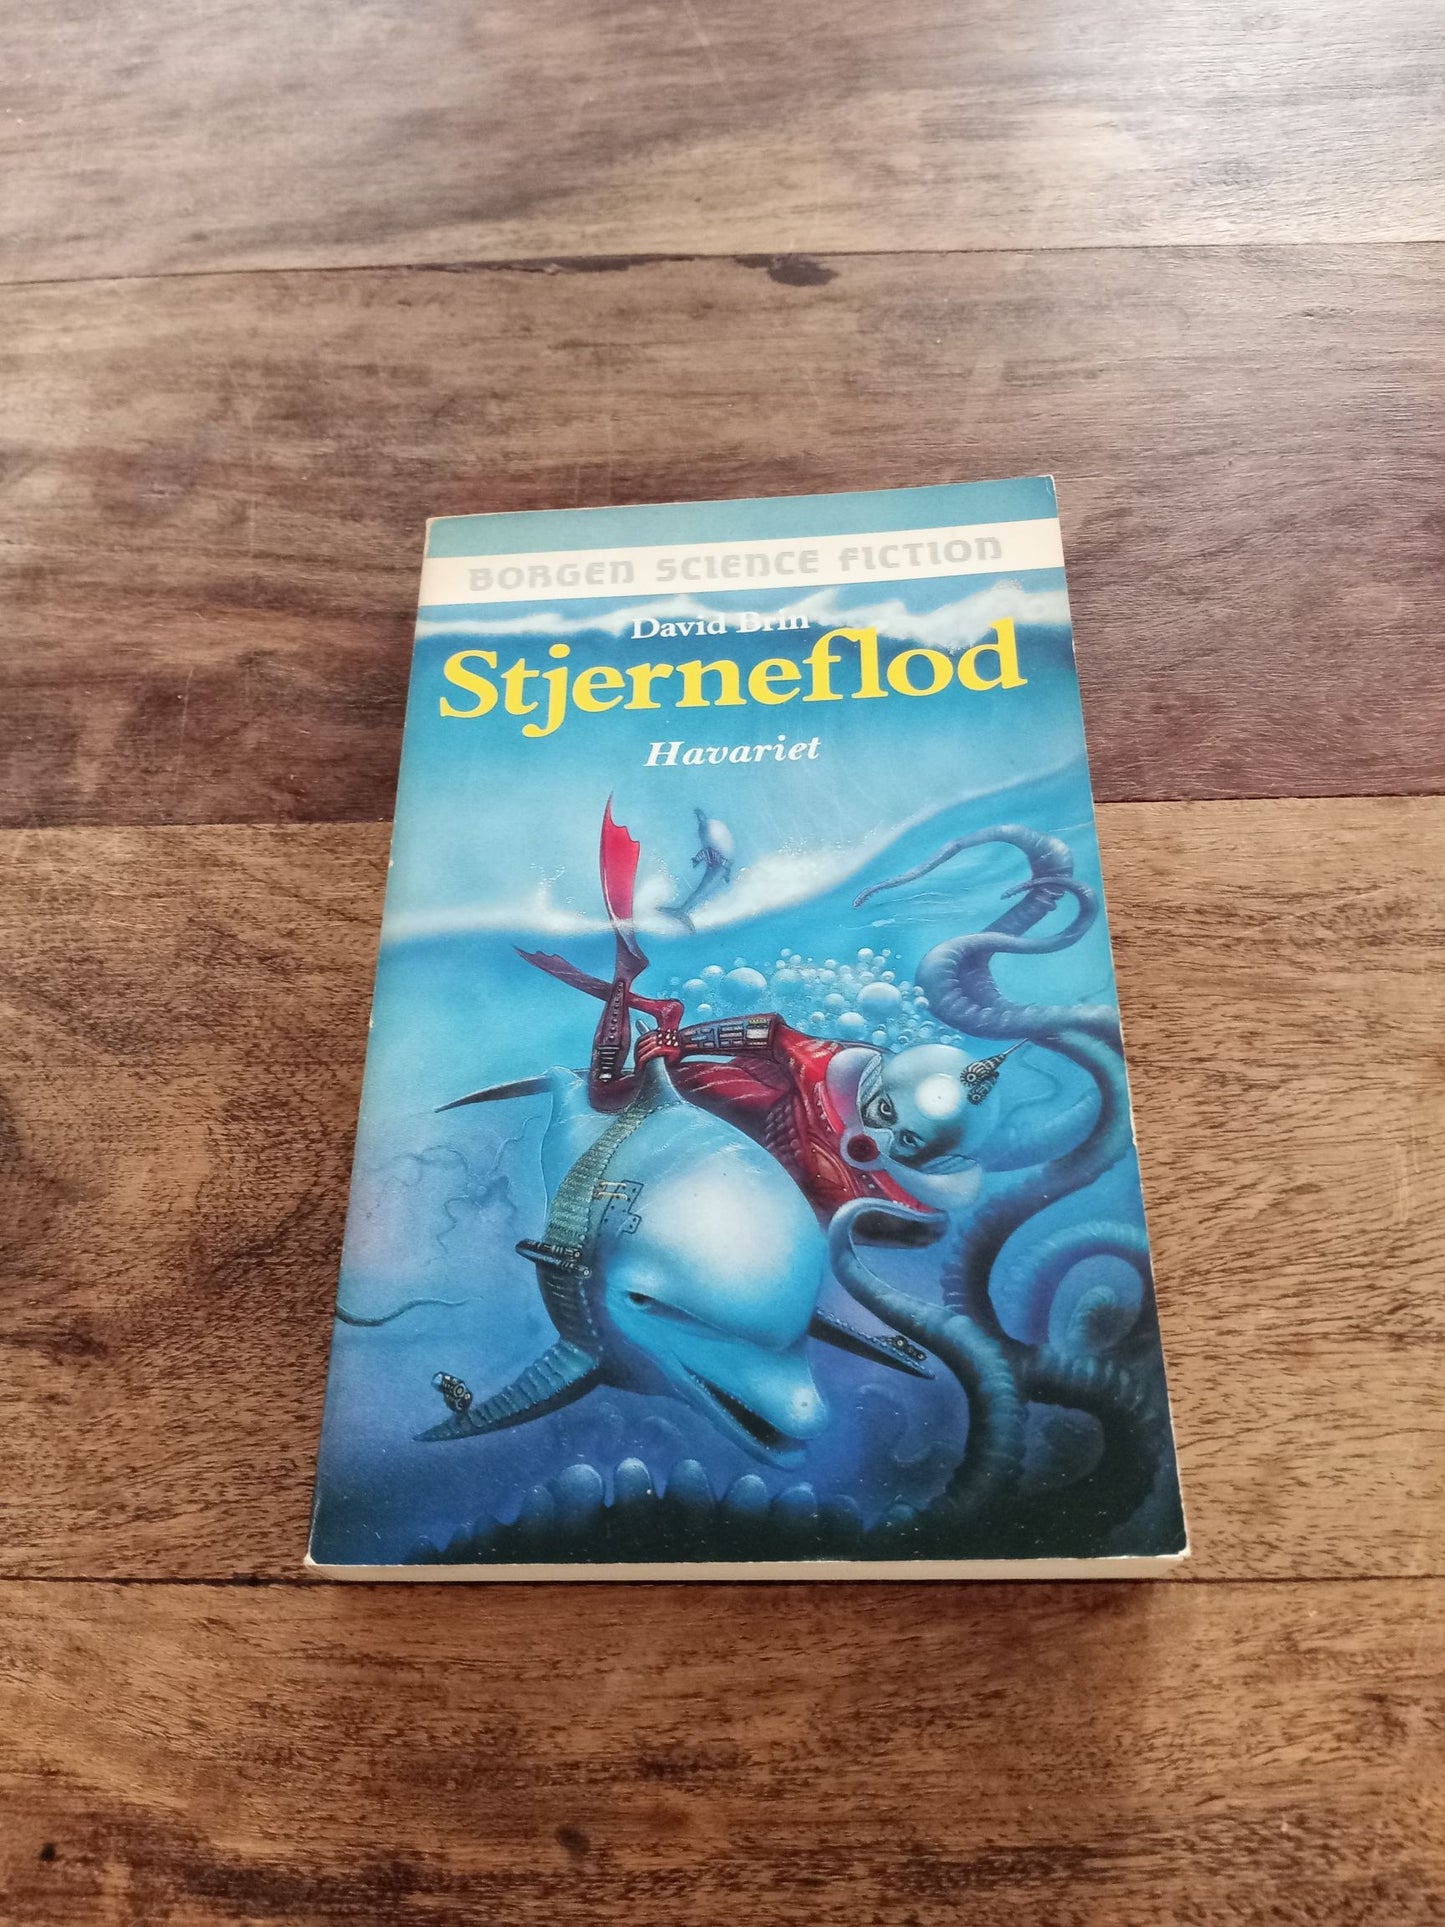 BORGEN SCIENCE FICTION
David Brin
Stjerneflod
Havariet